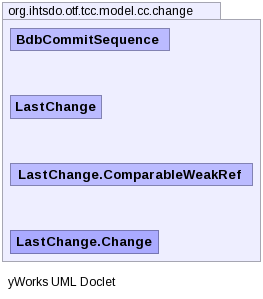 org.ihtsdo.otf.tcc.model.cc.change
BdbCommitSequence
LastChange
LastChange.ComparableWeakRef
LastChange.Change
yWorks UML Doclet